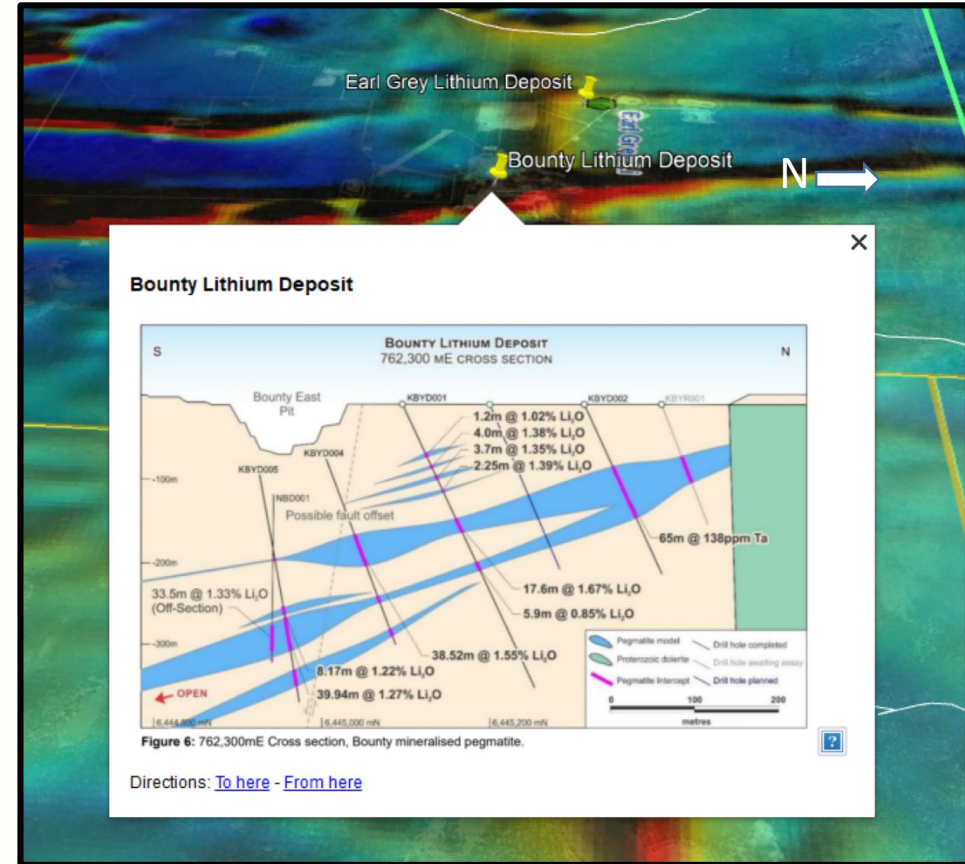 Earl Grey Lithium Deposit
Earl Grey
Bounty Lithium Deposit
N
Bounty Lithium Deposit
BOUNTY LITHIUM DEPOSIT
762,300 mE CROSS SECTION
S
N
Bounty East
Pit
KBYD001
KBYD002
KBYR001
1.2m @ 1.02% Li₂O
4.0m @ 1.38% Li₂O
3.7m @ 1.35% Li₂O
2.25m @ 1.39% Li₂O
KBYD004
KBYD005
-100m
NBD001
Possible fault offset
65m @ 138ppm Ta
-200m
17.6m @ 1.67% Li₂O
33.5m @ 1.33% Li₂O
(Off-Section)
5.9m @ 0.85% Li₂O
-300m
38.52m @ 1.55% Li₂O
8.17m @ 1.22% Li₂O
39.94m @ 1.27% Li₂O
OPEN
Pegmatite model
Drill hole completed
Proterozoic dolerite
Drill hole awaiting assay
Pegmatite Intercept
Drill hole planned
0 100 200
metres
6,444,800 mN
6,445,000 mN
6,445,200 mN
Figure 6: 762,300mE Cross section, Bounty mineralised pegmatite.
?
Directions: To here - From here